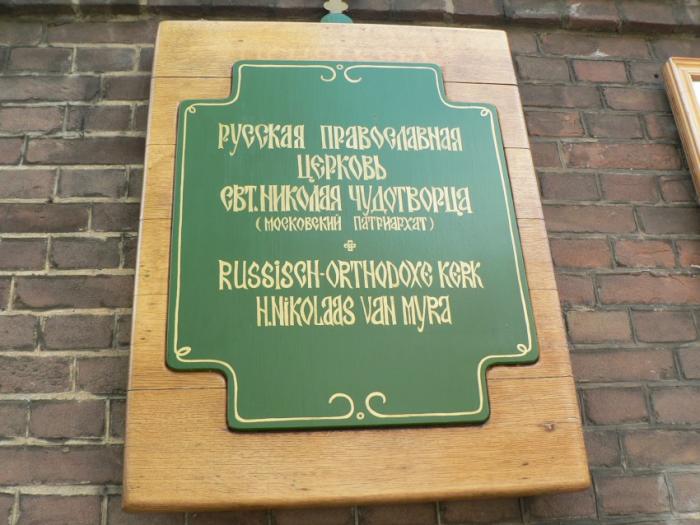 РУССКАЯ ПРАВОСЛАВНАЯ
ЦЕРКОВЬ
СВТ. НИКОЛАЯ ЧУДОТВОРЦА
(МОСКОВСКИЙ ПАТРИАРХАТ)
RUSSISCH-ORTHODOXE KERK
H. NIKOLAAS VAN MYRA